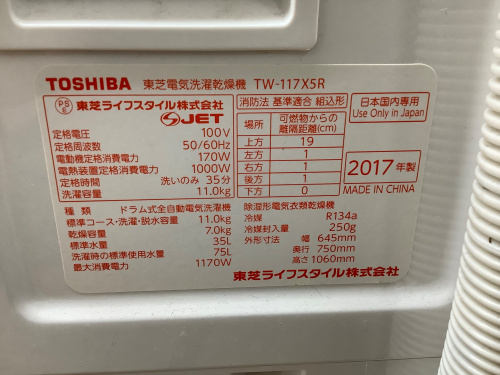 TOSHIBA 東芝電気洗濯乾燥機 TW-117X5R
PSE
東芝ライフスタイル株式会社
JET
定格電圧 100V
定格周波数 50/60Hz
電動機定格消費電力 170W
電熱装置定格消費電力 1000W
定格時間 洗いのみ 35分
洗濯容量 11.0kg
消防法 基準適合 組込形
場所 可燃物からの離隔距離(cm)
上方 19
左方 1
右方 1
後方 1
下方 0
日本国内専用
Use Only in Japan
2017年製
MADE IN CHINA
種類 ドラム式全自動電気洗濯機
標準コース・洗濯・脱水容量 11.0kg
乾燥容量 7.0kg
標準水量 35L
洗濯時の標準使用水量 75L
最大消費電力 1170W
除湿形電気衣類乾燥機
冷媒 R134a
冷媒封入量 250g
外形寸法 幅 645mm
奥行 750mm
高さ 1060mm
東芝ライフスタイル株式会社